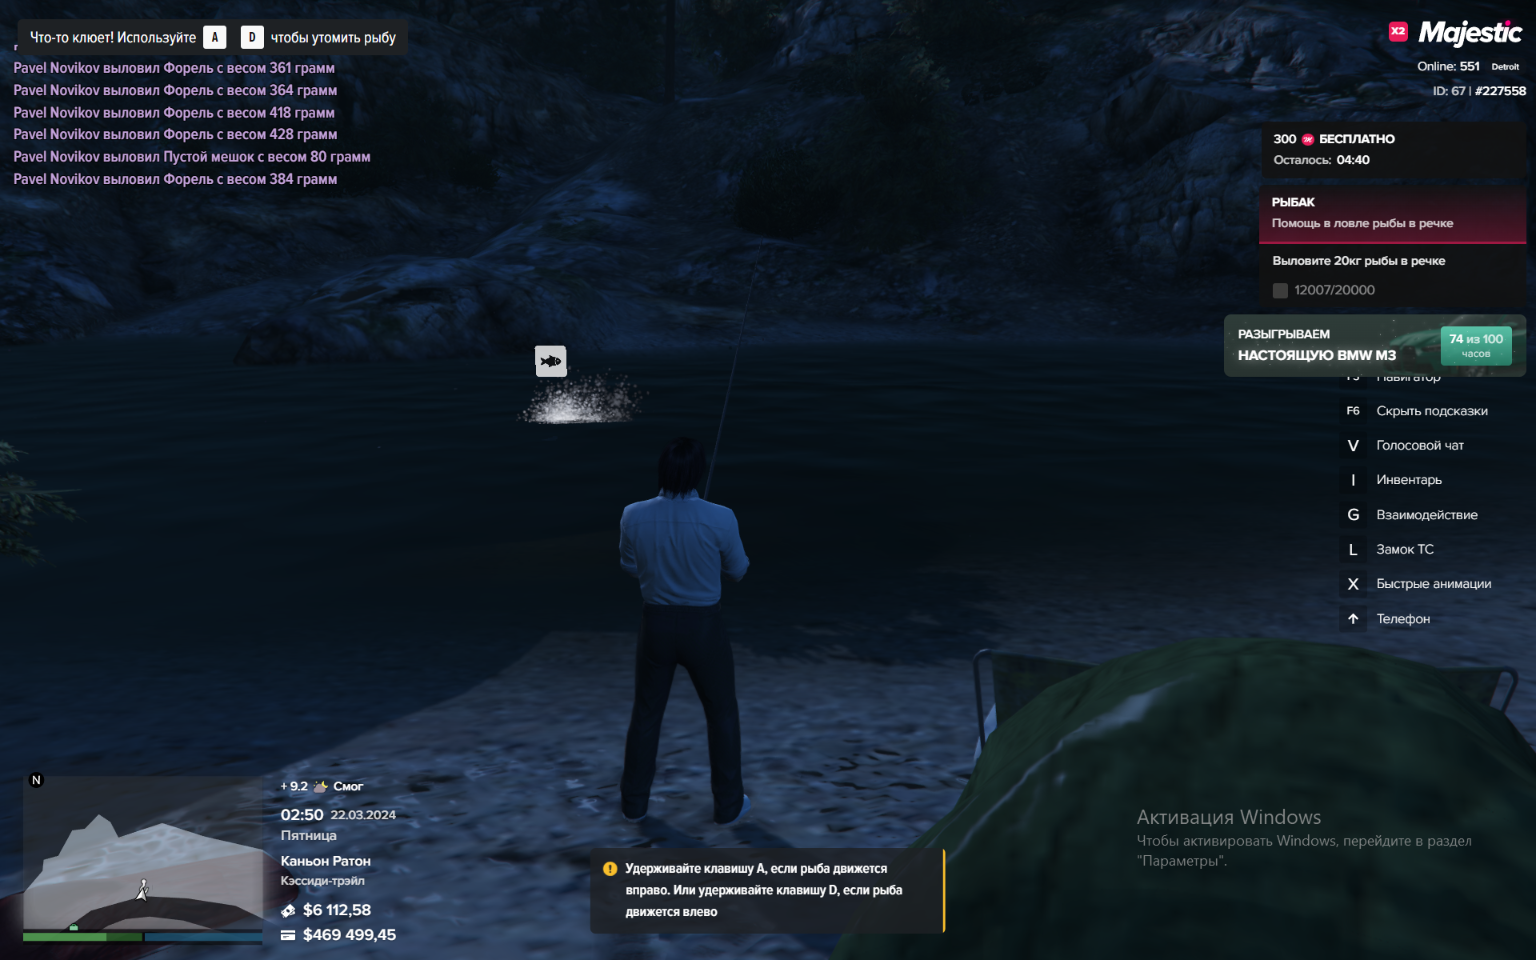 Что-то клюет! Используйте A D чтобы утомить рыбу
Pavel Novikov выловил Форель с весом 361 грамм
Pavel Novikov выловил Форель с весом 364 грамм
Pavel Novikov выловил Форель с весом 418 грамм
Pavel Novikov выловил Форель с весом 428 грамм
Pavel Novikov выловил Пустой мешок с весом 80 грамм
Pavel Novikov выловил Форель с весом 384 грамм
X2 Majestic
Online: 551 Detroit
ID: 67 | #227558
300 БЕСПЛАТНО
Осталось: 04:40
РЫБАК
Помощь в ловле рыбы в речке
Выловите 20кг рыбы в речке
12007/20000
РАЗЫГРЫВАЕМ
НАСТОЯЩУЮ BMW M3
74 из 100
часов
Навигатор
F6 Скрыть подсказки
V Голосовой чат
I Инвентарь
G Взаимодействие
L Замок ТС
X Быстрые анимации
Телефон
N
+ 9.2 Смог
02:50 22.03.2024
Пятница
Каньон Ратон
Кэссиди-трэйл
$6 112,58
$469 499,45
Удерживайте клавишу A, если рыба движется
вправо. Или удерживайте клавишу D, если рыба
движется влево
Активация Windows
Чтобы активировать Windows, перейдите в раздел
"Параметры".